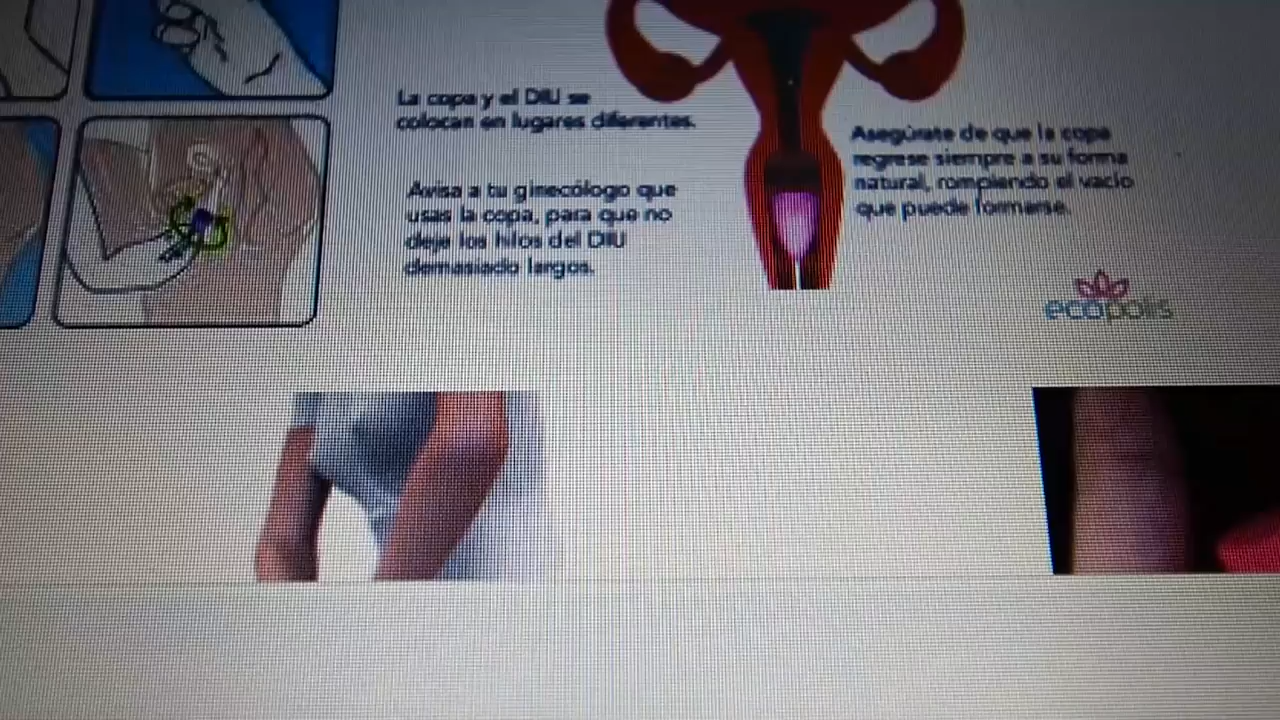 La copa y el DIU se
colocan en lugares diferentes.
Avisa a tu ginecólogo que
usas la copa, para que no
deje los hilos del DIU
demasiado largos.
Asegúrate de que la copa
regrese siempre a su forma
natural, rompiendo el vacío
que puede formarse.
ecopolis